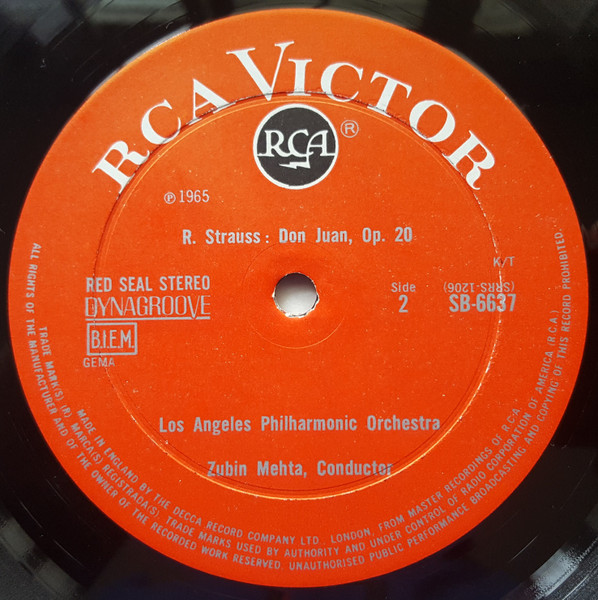 RCA VICTOR
RCA
®
℗ 1965
R. Strauss : Don Juan, Op. 20
K/T
RED SEAL STEREO
DYNAGROOVE
B.I.E.M.
GEMA
Side
2
(SRRS-1206)
SB-6637
Los Angeles Philharmonic Orchestra
Zubin Mehta, Conductor
ALL RIGHTS OF THE MANUFACTURER AND OF THE OWNER OF THE RECORDED WORK RESERVED. UNAUTHORISED PUBLIC PERFORMANCE BROADCASTING AND COPYING OF THIS RECORD PROHIBITED.
TRADE MARK(S) (R) MARCA(S) REGISTRADA(S) TRADE MARKS USED BY AUTHORITY AND UNDER CONTROL OF RADIO CORPORATION OF AMERICA (R.C.A.)
MADE IN ENGLAND BY THE DECCA RECORD COMPANY LTD., LONDON, FROM MASTER RECORDINGS OF R.C.A.